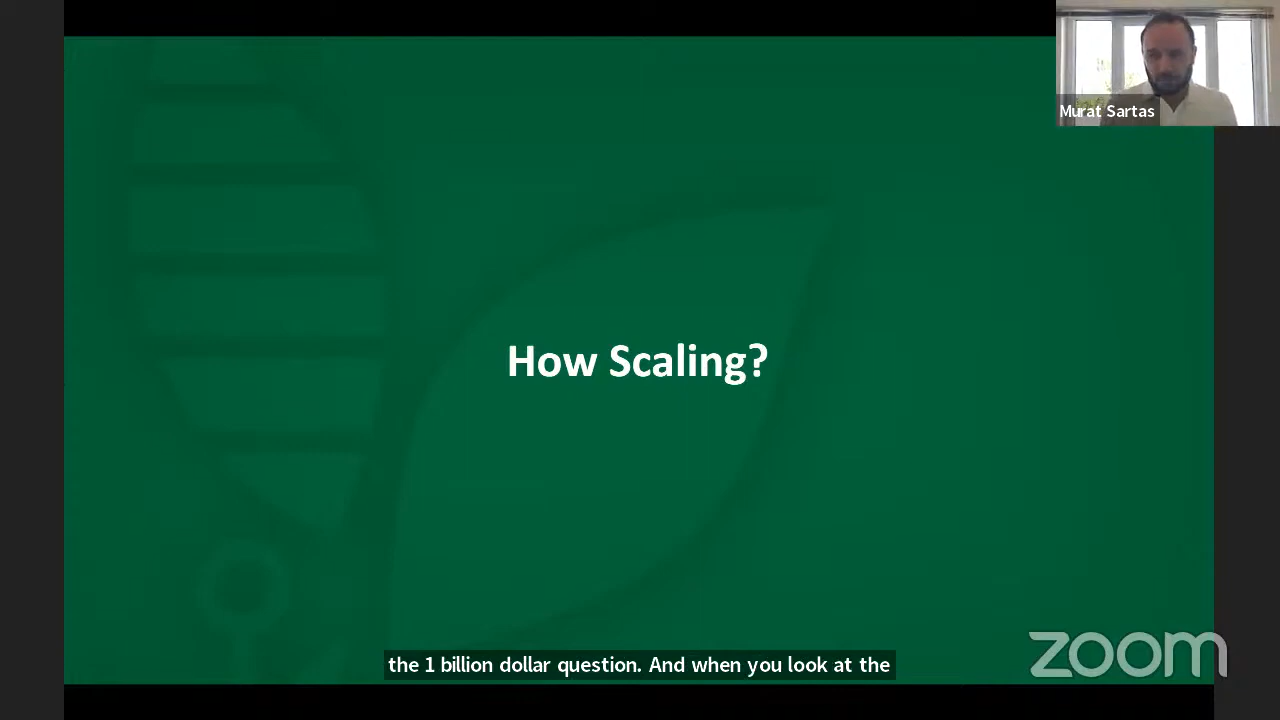 Murat Sartas
How Scaling?
the 1 billion dollar question. And when you look at the
zoom